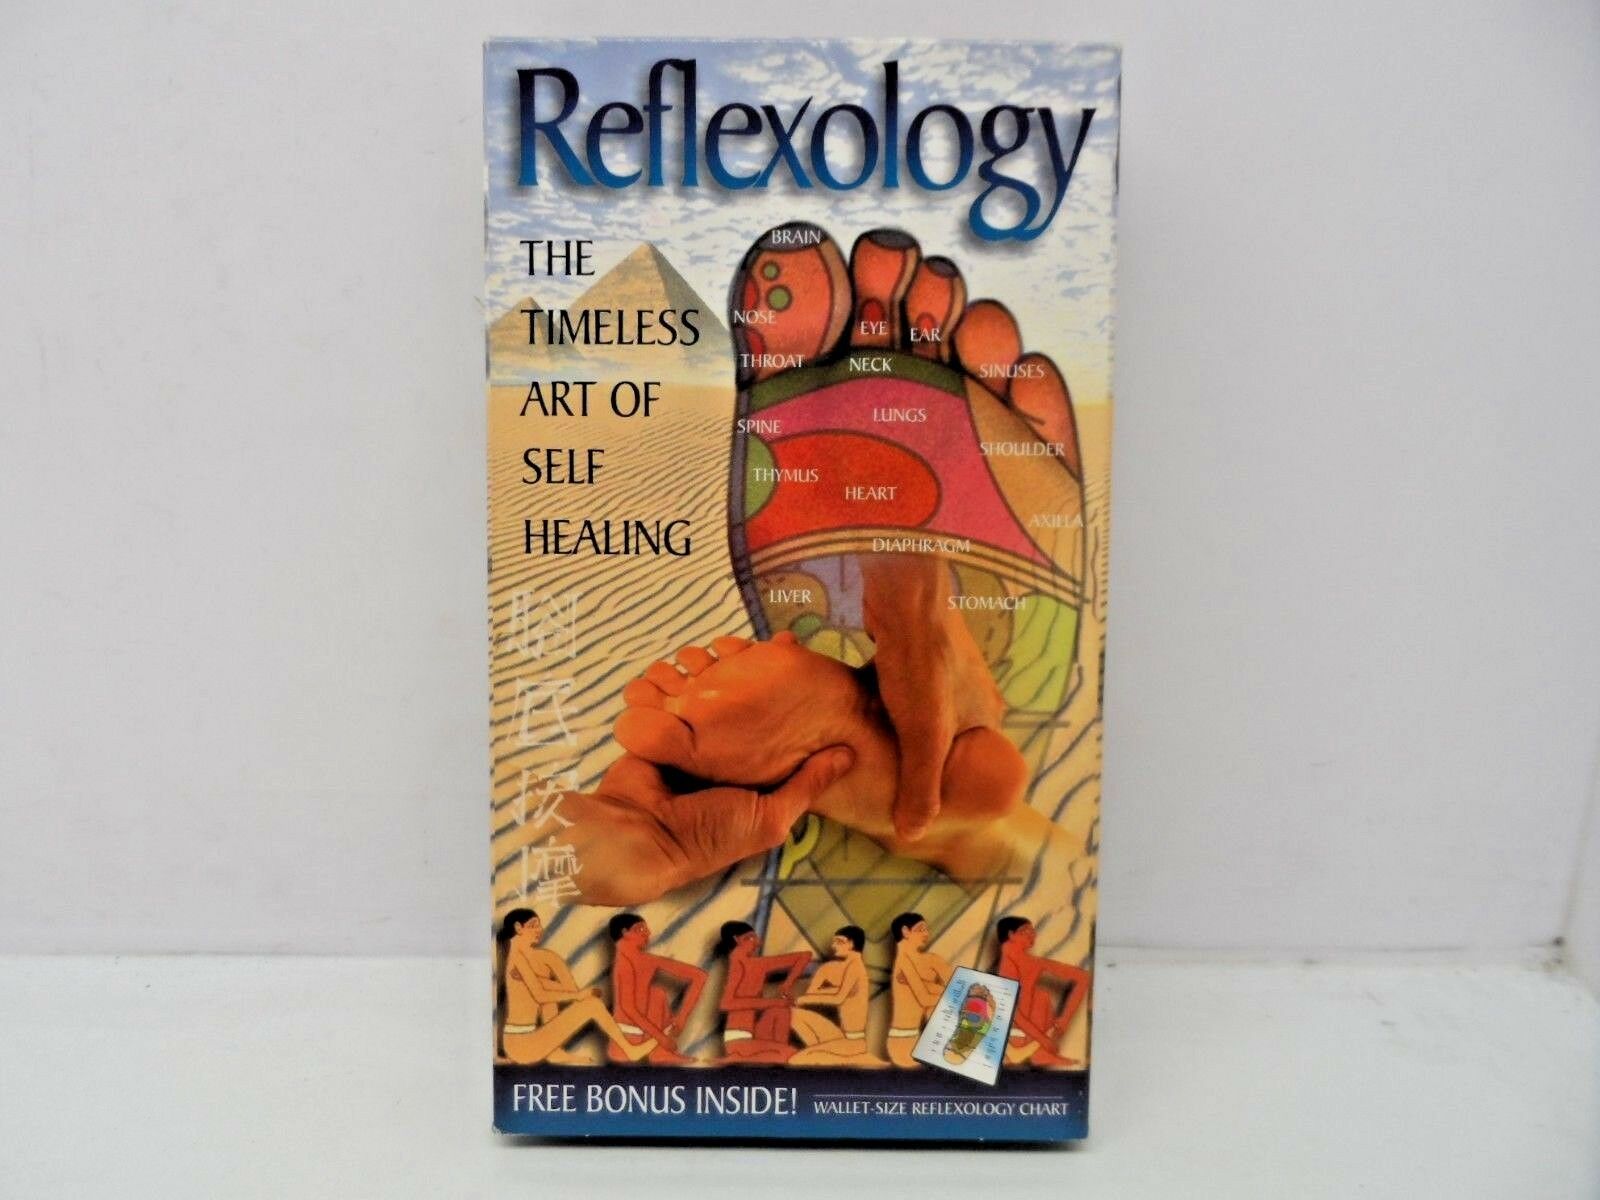 Reflexology
THE
TIMELESS
ART OF
SELF
HEALING
BRAIN
NOSE
EYE
EAR
THROAT
NECK
SINUSES
LUNGS
SPINE
SHOULDER
THYMUS
HEART
AXILLA
DIAPHRAGM
LIVER
STOMACH
底
按
摩
FREE BONUS INSIDE!
WALLET-SIZE REFLEXOLOGY CHART